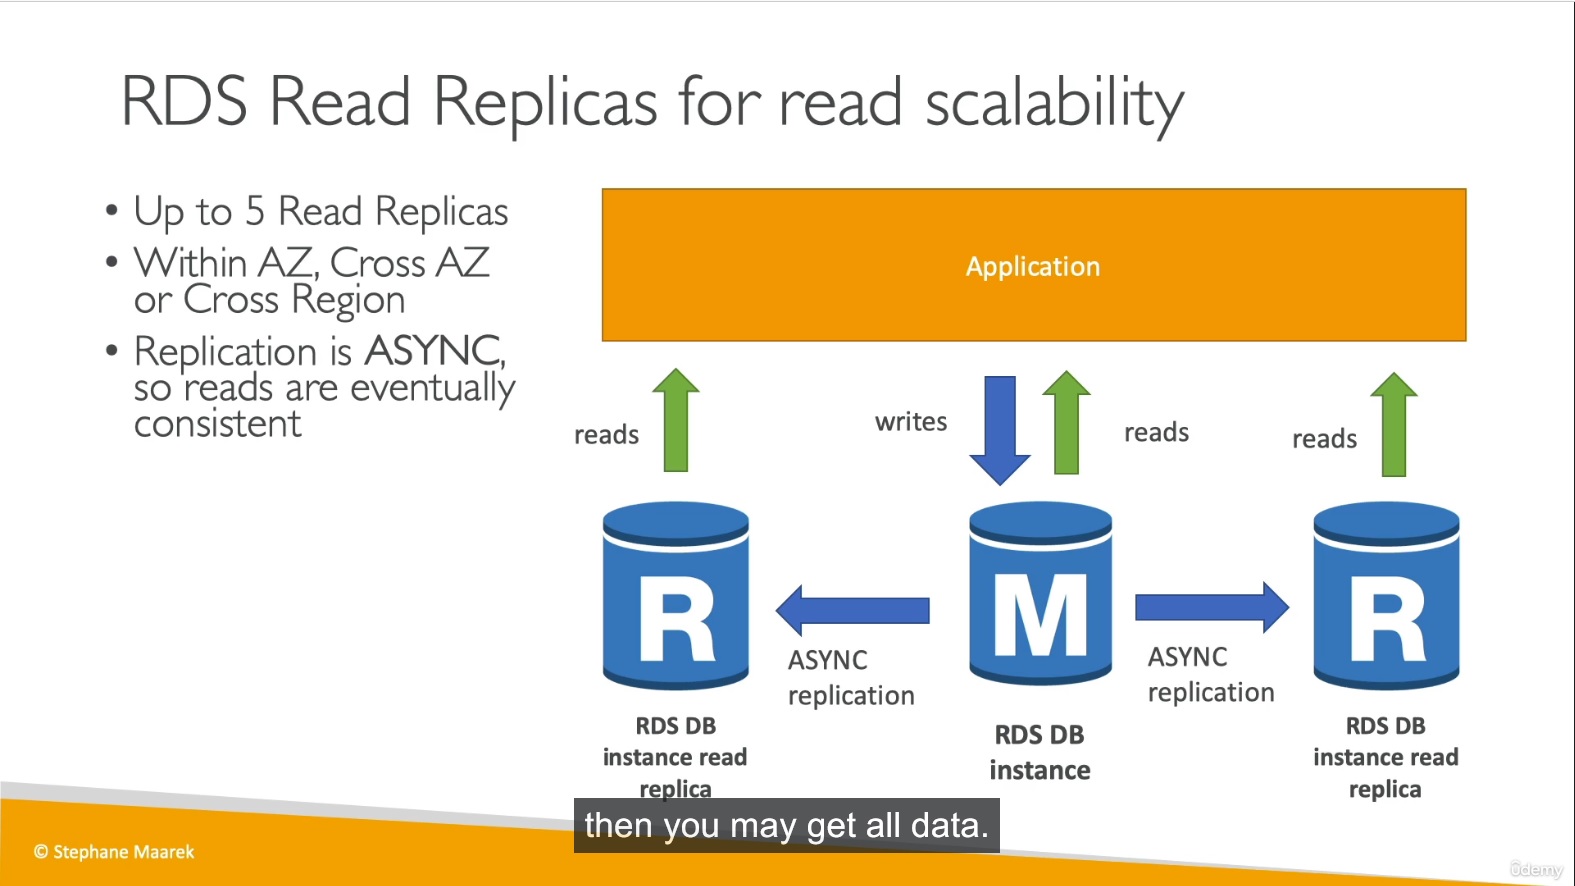 RDS Read Replicas for read scalability
• Up to 5 Read Replicas
• Within AZ, Cross AZ
or Cross Region
• Replication is ASYNC,
so reads are eventually
consistent
Application
reads
writes
reads
reads
R
M
R
ASYNC
replication
ASYNC
replication
RDS DB
instance read
replica
RDS DB
instance
RDS DB
instance read
replica
then you may get all data.
© Stephane Maarek
ûdemy